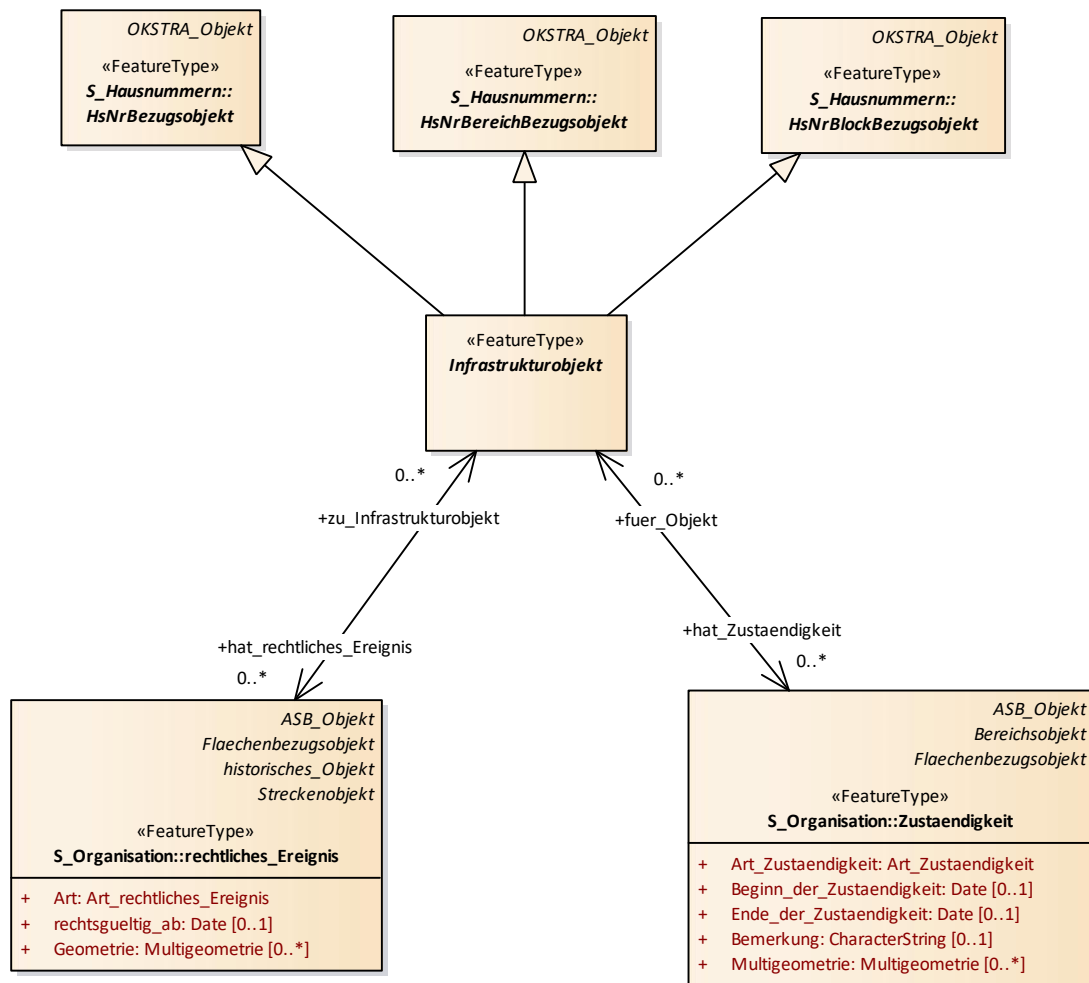 OKSTRA_Objekt
«FeatureType»
S_Hausnummern::
HsNrBezugsobjekt
OKSTRA_Objekt
«FeatureType»
S_Hausnummern::
HsNrBereichBezugsobjekt
OKSTRA_Objekt
«FeatureType»
S_Hausnummern::
HsNrBlockBezugsobjekt
«FeatureType»
Infrastrukturobjekt
0..*
+zu_Infrastrukturobjekt
0..*
+fuer_Objekt
+hat_rechtliches_Ereignis
0..*
+hat_Zustaendigkeit
0..*
ASB_Objekt
Flaechenbezugsobjekt
historisches_Objekt
Streckenobjekt
«FeatureType»
S_Organisation::rechtliches_Ereignis
+ Art: Art_rechtliches_Ereignis
+ rechtsgueltig_ab: Date [0..1]
+ Geometrie: Multigeometrie [0..*]
ASB_Objekt
Bereichsobjekt
Flaechenbezugsobjekt
«FeatureType»
S_Organisation::Zustaendigkeit
+ Art_Zustaendigkeit: Art_Zustaendigkeit
+ Beginn_der_Zustaendigkeit: Date [0..1]
+ Ende_der_Zustaendigkeit: Date [0..1]
+ Bemerkung: CharacterString [0..1]
+ Multigeometrie: Multigeometrie [0..*]